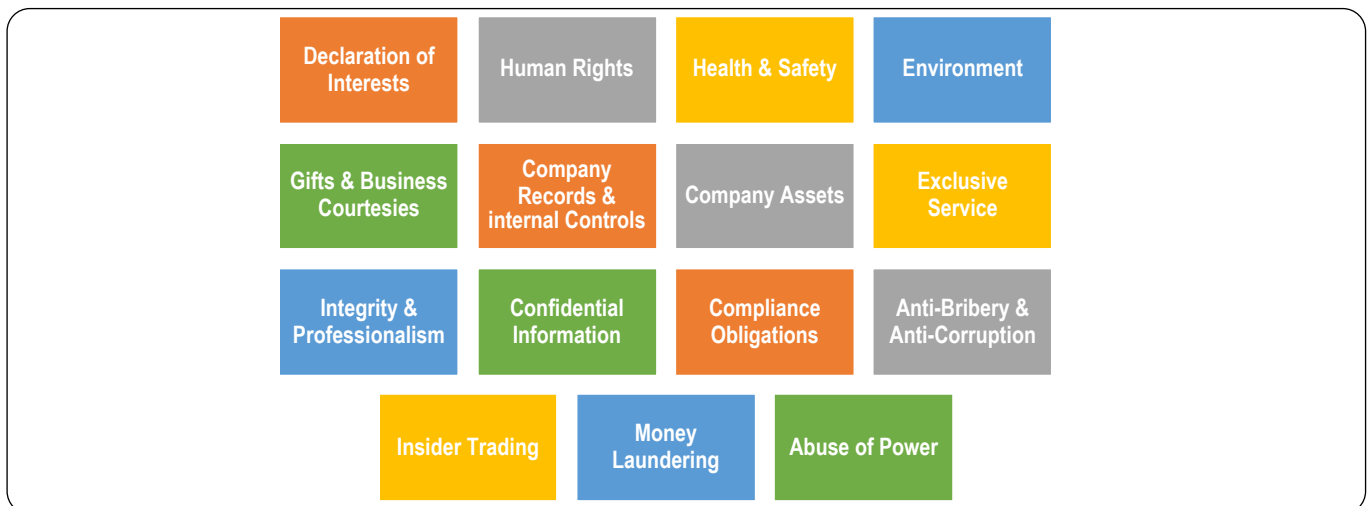 Declaration of
Interests
Human Rights
Health & Safety
Environment
Gifts & Business
Courtesies
Company
Records &
internal Controls
Company Assets
Exclusive
Service
Integrity &
Professionalism
Confidential
Information
Compliance
Obligations
Anti-Bribery &
Anti-Corruption
Insider Trading
Money
Laundering
Abuse of Power